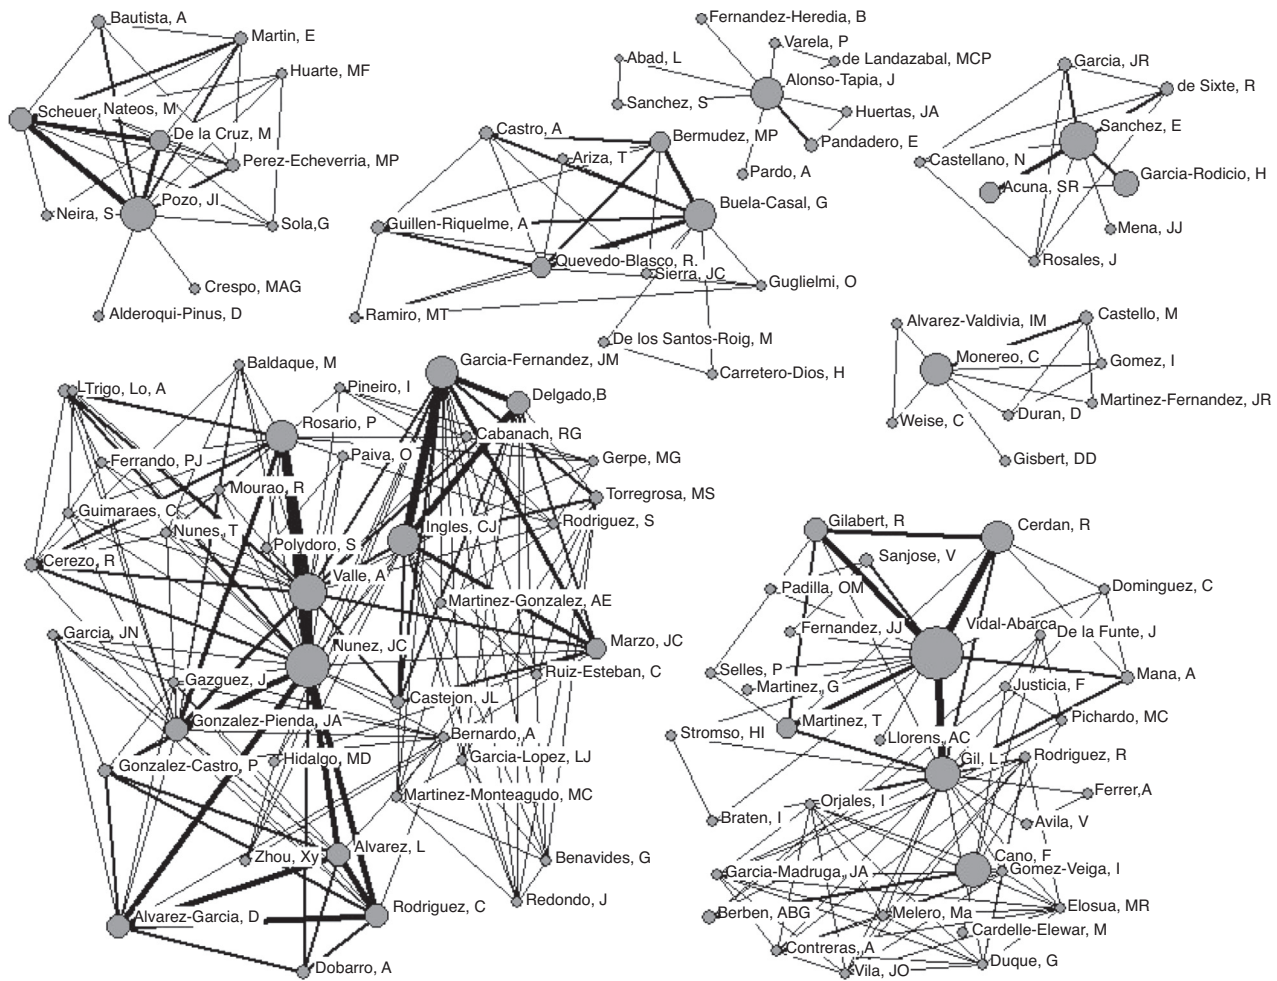 Bautista, A
Martin, E
Huarte, MF
Scheuer, Nateos, M
De la Cruz, M
Perez-Echeverria, MP
Pozo, JI
Neira, S
Sola,G
Crespo, MAG
Alderoqui-Pinus, D
Fernandez-Heredia, B
Varela, P
de Landazabal, MCP
Abad, L
Alonso-Tapia, J
Sanchez, S
Huertas, JA
Pandadero, E
Pardo, A
Castro, A
Bermudez, MP
Ariza, T
Buela-Casal, G
Guillen-Riquelme, A
Quevedo-Blasco, R.
Sierra, JC
Guglielmi, O
Ramiro, MT
De los Santos-Roig, M
Carretero-Dios, H
Garcia, JR
de Sixte, R
Sanchez, E
Castellano, N
Acuna, SR
Garcia-Rodicio, H
Mena, JJ
Rosales, J
Alvarez-Valdivia, IM
Castello, M
Monereo, C
Gomez, I
Martinez-Fernandez, JR
Duran, D
Weise, C
Gisbert, DD
Baldaque, M
Garcia-Fernandez, JM
LTrigo, Lo, A
Pineiro, I
Delgado,B
Rosario, P
Cabanach, RG
Ferrando, PJ
Paiva, O
Gerpe, MG
Mourao, R
Torregrosa, MS
Guimaraes, C
Nunes, T
Ingles, CJ
Rodriguez, S
Polydoro, S
Cerezo, R
Valle, A
Martinez-Gonzalez, AE
Garcia, JN
Nunez, JC
Marzo, JC
Gazguez, J
Ruiz-Esteban, C
Castejon, JL
Gonzalez-Pienda, JA
Bernardo, A
Gonzalez-Castro, P
Hidalgo, MD
Garcia-Lopez, LJ
Martinez-Monteagudo, MC
Zhou, Xy
Alvarez, L
Benavides, G
Alvarez-Garcia, D
Rodriguez, C
Redondo, J
Dobarro, A
Gilabert, R
Cerdan, R
Sanjose, V
Padilla, OM
Dominguez, C
Fernandez, JJ
Vidal-Abarca
De la Funte, J
Selles, P
Martinez, G
Justicia, F
Mana, A
Martinez, T
Pichardo, MC
Stromso, HI
Llorens, AC
Gil, L
Rodriguez, R
Orjales, I
Ferrer,A
Braten, I
Avila, V
Cano, F
Garcia-Madruga, JA
Gomez-Veiga, I
Berben, ABG
Melero, Ma
Elosua, MR
Cardelle-Elewar, M
Contreras, A
Vila, JO
Duque, G